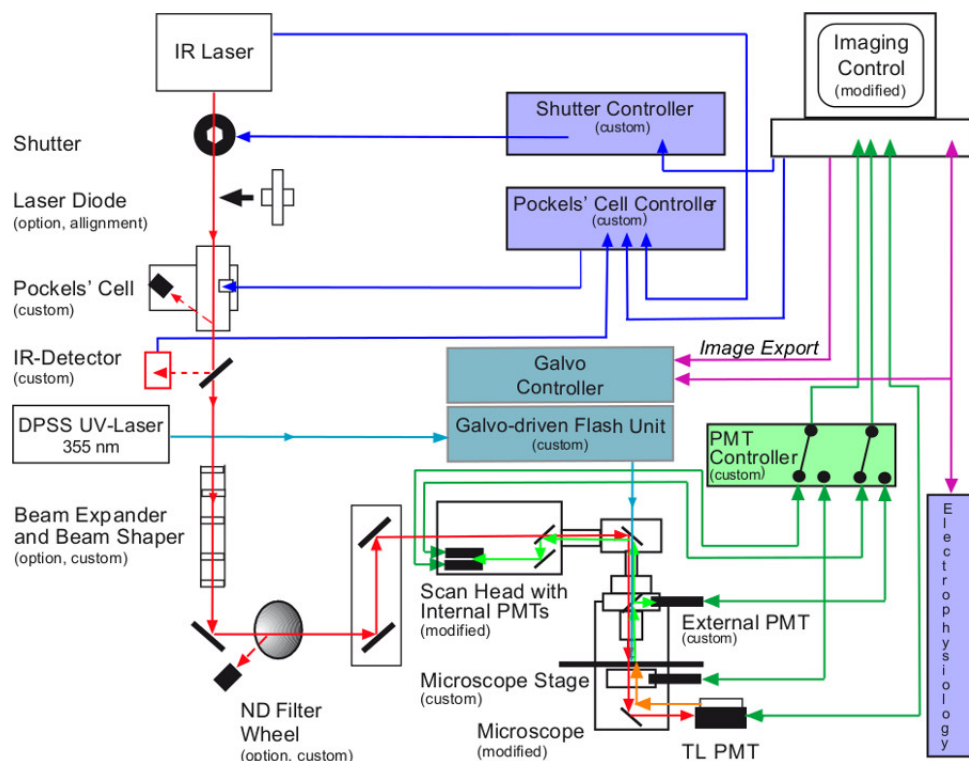 IR Laser
Imaging
Control
(modified)
Shutter Controller
(custom)
Shutter
Laser Diode
(option, allignment)
Pockels' Cell Controller
(custom)
Pockels' Cell
(custom)
IR-Detector
(custom)
Image Export
Galvo
Controller
DPSS UV-Laser
355 nm
Galvo-driven Flash Unit
(custom)
PMT
Controller
(custom)
Beam Expander
and Beam Shaper
(option, custom)
Scan Head with
Internal PMTs
(modified)
External PMT
(custom)
Electrophysiology
Microscope Stage
(custom)
ND Filter
Wheel
(option, custom)
Microscope
(modified)
TL PMT